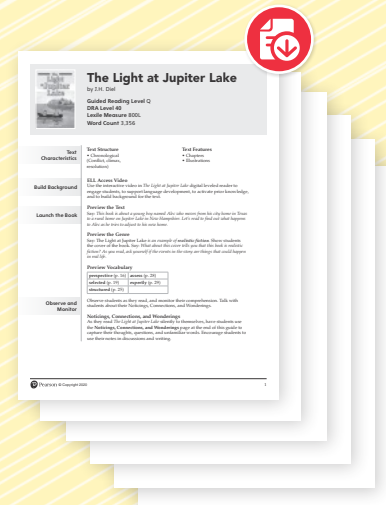 The Light at Jupiter Lake
by J.H. Diel
Guided Reading Level Q
DRA Level 40
Lexile Measure 800L
Word Count 3,356
The
Light
at Jupiter
Lake
Text
Characteristics
Text Structure
• Chronological
(Conflict, climax,
resolution)
Text Features
• Chapters
• Illustrations
Build Background
ELL Access Video
Use the interactive video in The Light at Jupiter Lake digital leveled reader to
engage students, to support language development, to activate prior knowledge,
and to build background for the text.
Launch the Book
Preview the Text
Say: This book is about a young boy named Alec who moves from his city home in Texas
to a rural home on Jupiter Lake in New Hampshire. Let's read to find out what happens
to Alec as he tries to adjust to his new home.
Preview the Genre
Say: The Light at Jupiter Lake is an example of realistic fiction. Show students
the cover of the book. Say: What about this cover tells you that this book is realistic
fiction? As you read, ask yourself if the events in the story are things that could happen
in real life.
Preview Vocabulary
perspective (p. 16) access (p. 28)
selected (p. 19) expertly (p. 29)
structured (p. 25)
Observe and
Monitor
Observe students as they read, and monitor their comprehension. Talk with
students about their Noticings, Connections, and Wonderings.
Noticings, Connections, and Wonderings
As they read The Light at Jupiter Lake silently to themselves, have students use
the Noticings, Connections, and Wonderings page at the end of this guide to
capture their thoughts, questions, and unfamiliar words. Encourage students to
use their notes in discussions and writing.
Pearson © Copyright 2020
1